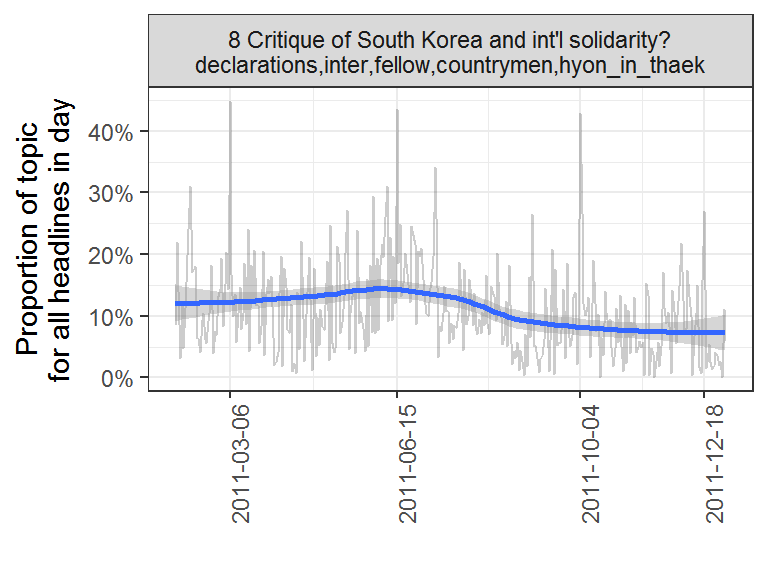 8 Critique of South Korea and int'l solidarity?
declarations,inter,fellow,countrymen,hyon_in_thaek
Proportion of topic
for all headlines in day
40%
30%
20%
10%
0%
2011-03-06
2011-06-15
2011-10-04
2011-12-18